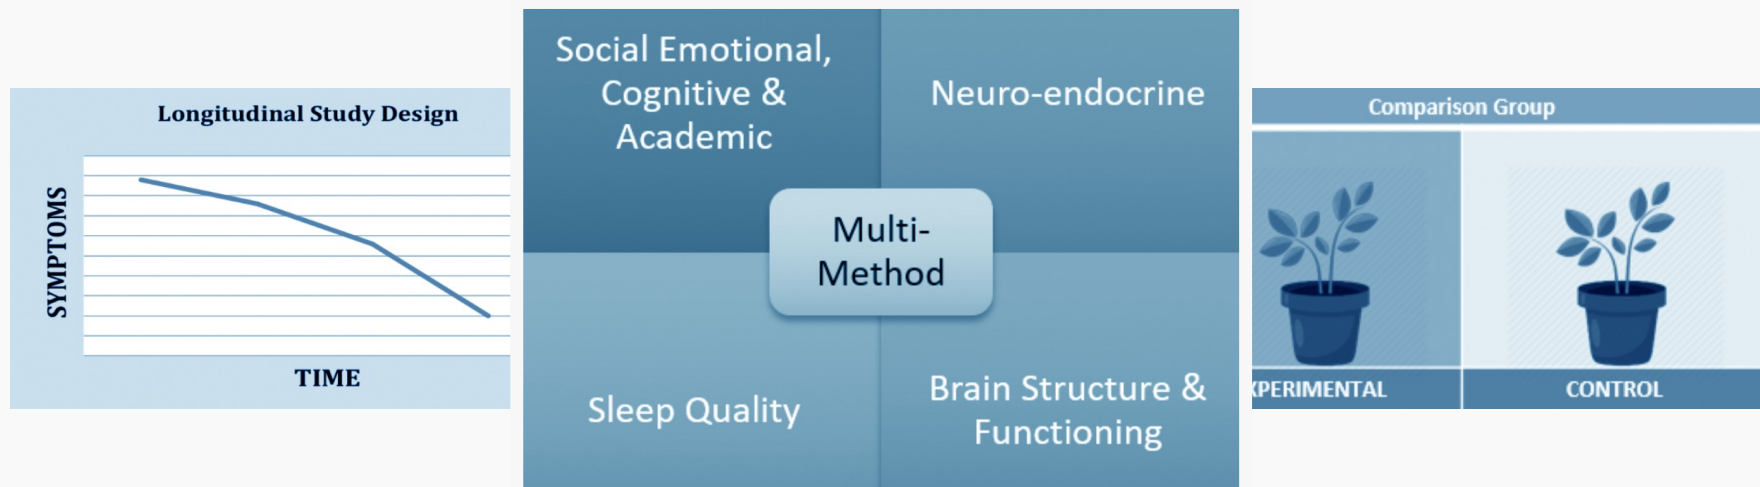 Longitudinal Study Design
SYMPTOMS
TIME
Social Emotional,
Cognitive &
Academic
Neuro-endocrine
Multi-
Method
Sleep Quality
Brain Structure &
Functioning
Comparison Group
XPERIMENTAL
CONTROL